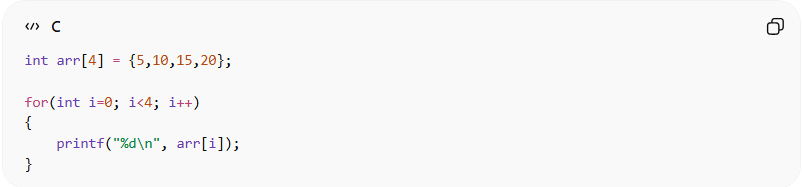 </> C
int arr[4] = {5,10,15,20};
for(int i=0; i<4; i++)
{
    printf("%d\n", arr[i]);
}